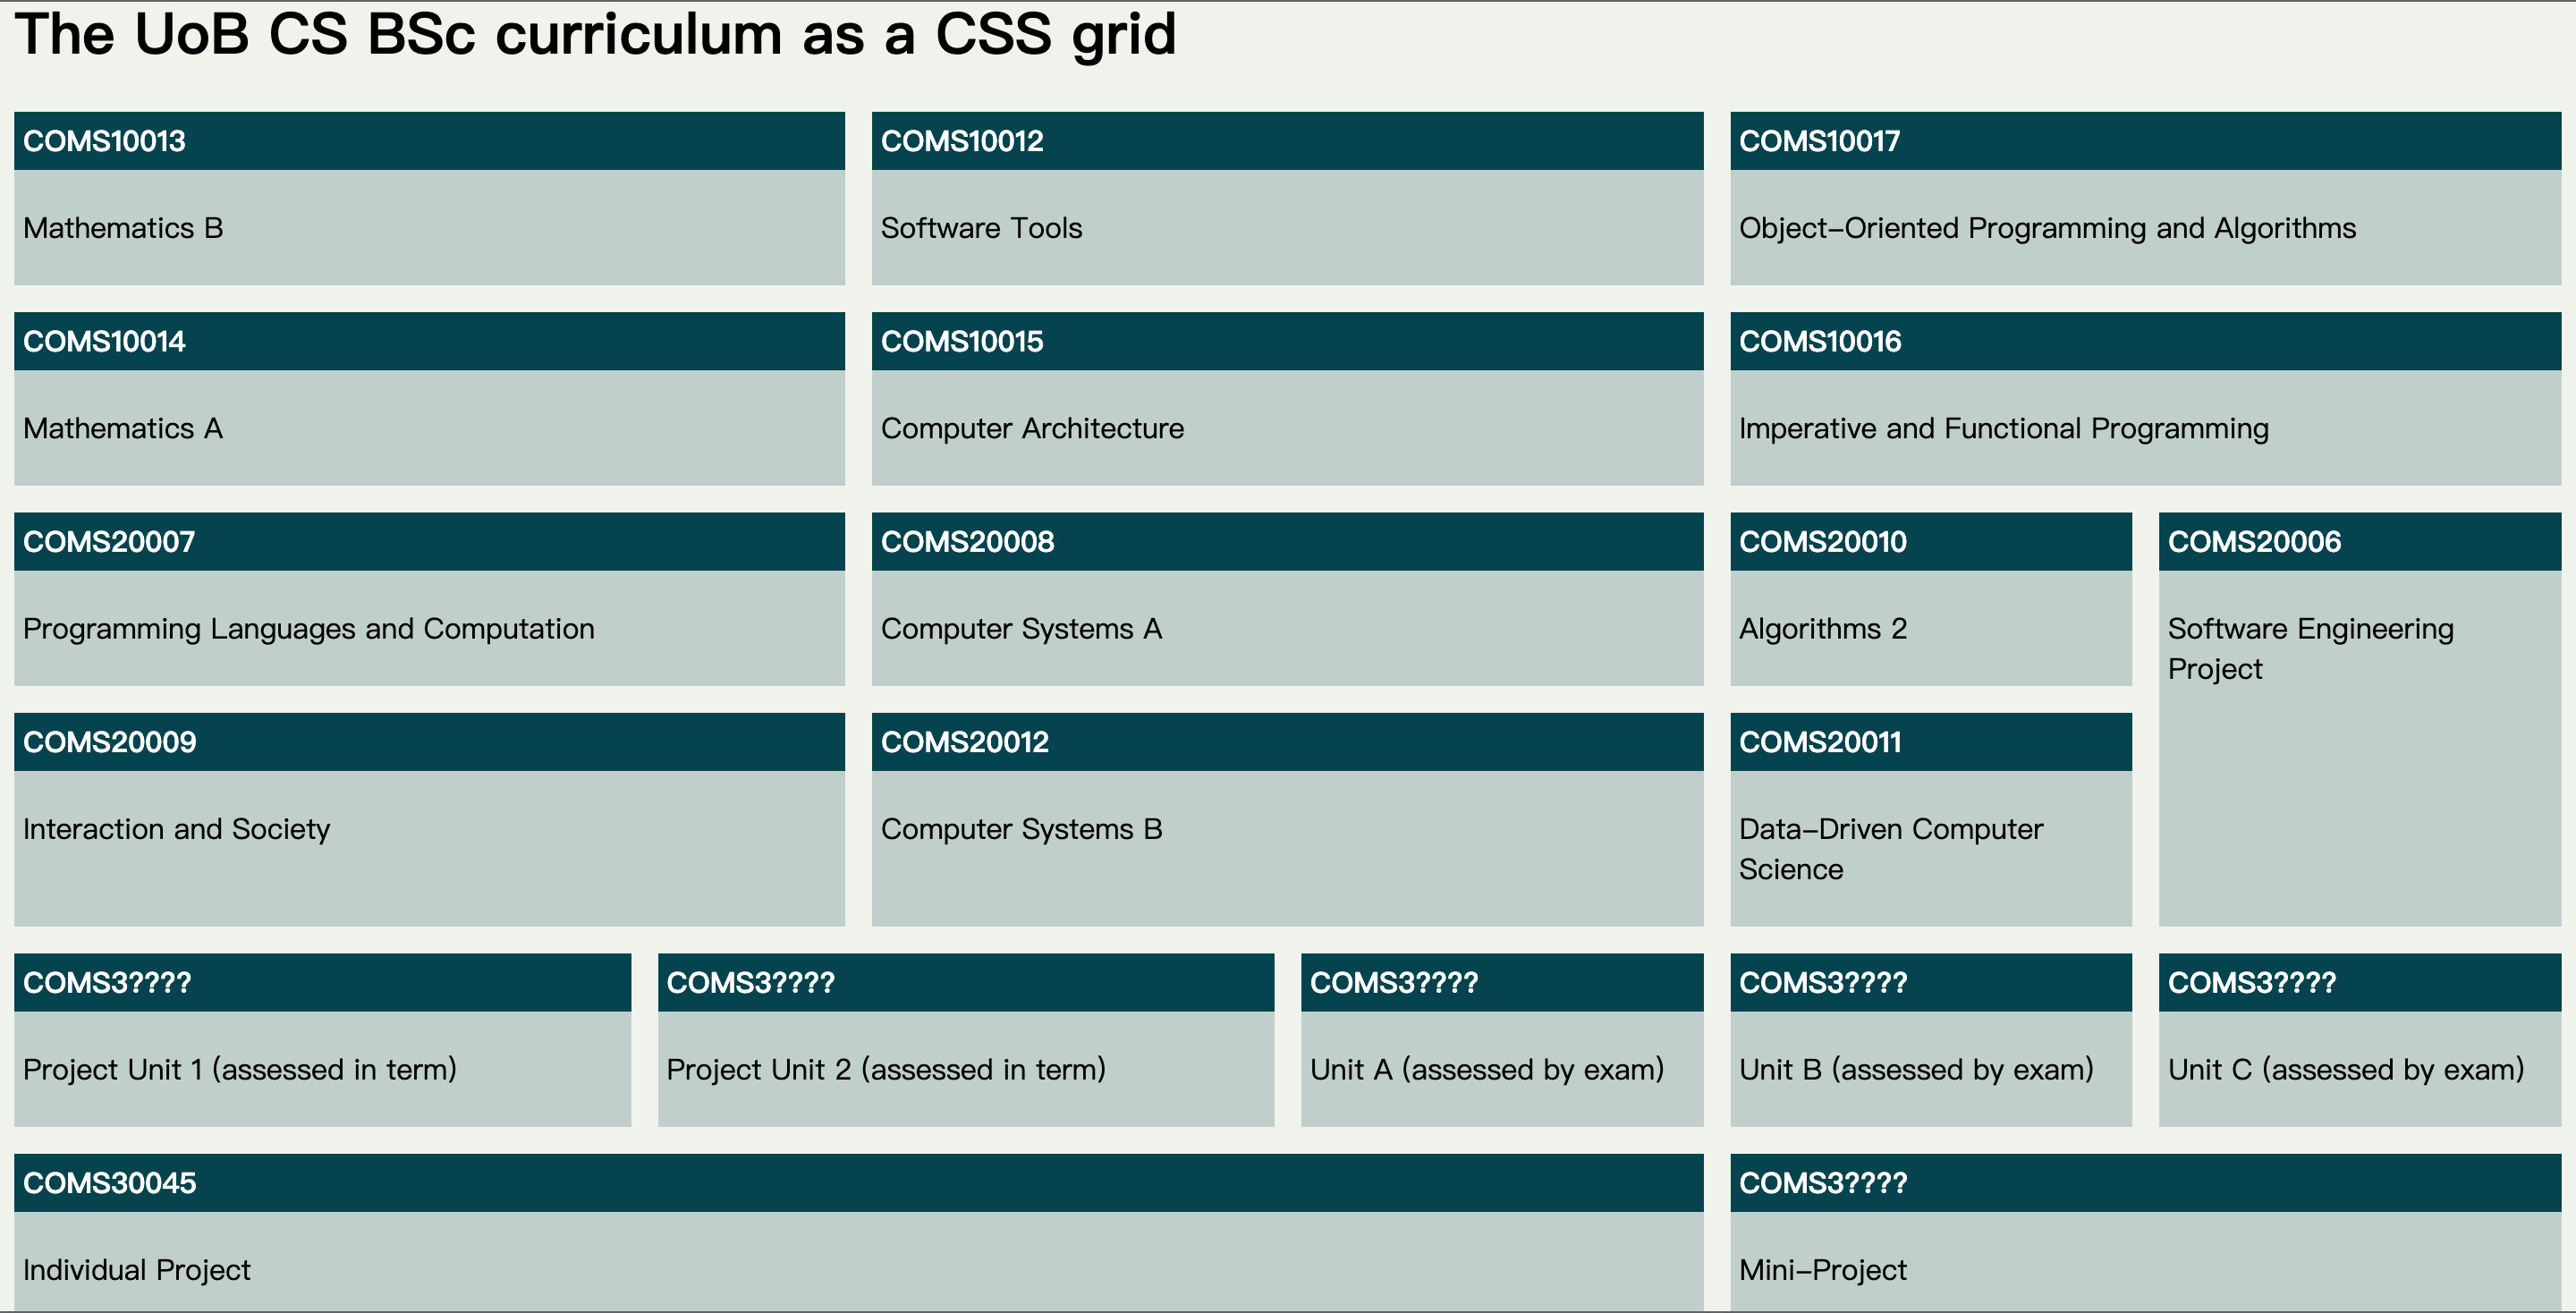 The UoB CS BSc curriculum as a CSS grid
COMS10013
Mathematics B
COMS10012
Software Tools
COMS10017
Object-Oriented Programming and Algorithms
COMS10014
Mathematics A
COMS10015
Computer Architecture
COMS10016
Imperative and Functional Programming
COMS20007
Programming Languages and Computation
COMS20008
Computer Systems A
COMS20010
Algorithms 2
COMS20006
Software Engineering
Project
COMS20009
Interaction and Society
COMS20012
Computer Systems B
COMS20011
Data-Driven Computer
Science
COMS3????
Project Unit 1 (assessed in term)
COMS3????
Project Unit 2 (assessed in term)
COMS3????
Unit A (assessed by exam)
COMS3????
Unit B (assessed by exam)
COMS3????
Unit C (assessed by exam)
COMS30045
Individual Project
COMS3????
Mini-Project